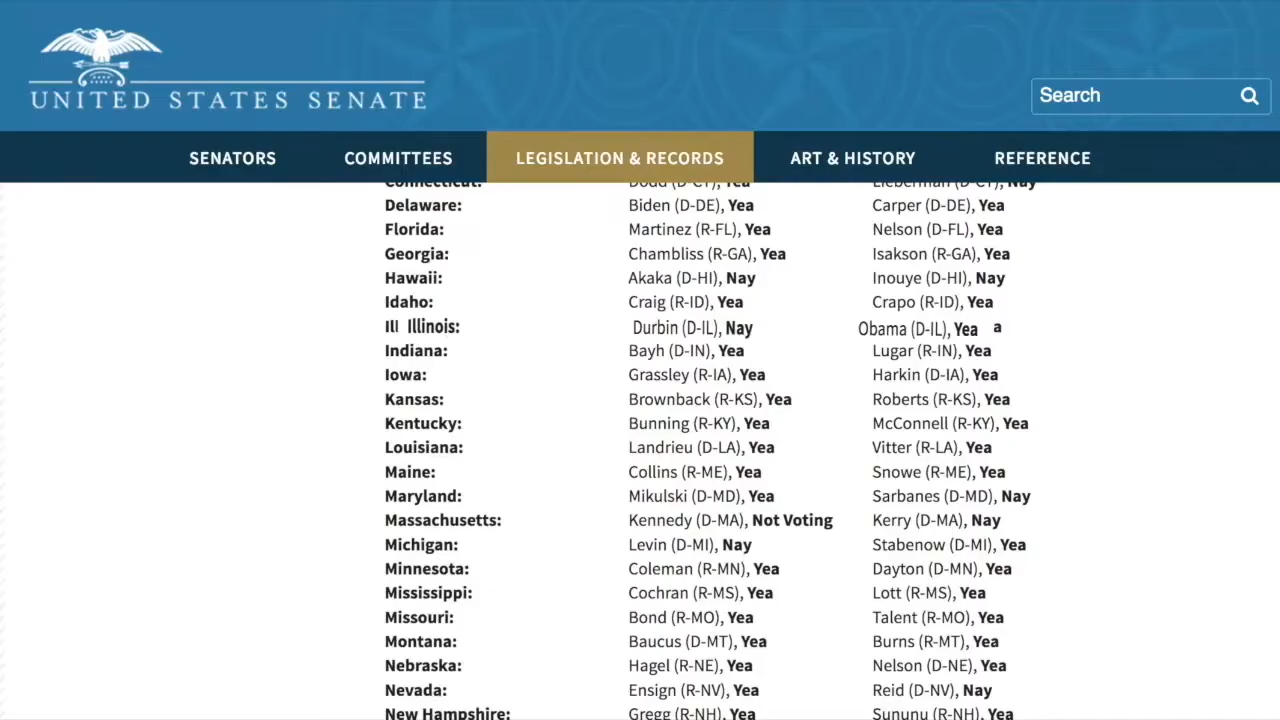 UNITED STATES SENATE
Search
SENATORS COMMITTEES LEGISLATION & RECORDS ART & HISTORY REFERENCE
Connecticut: Dodd (D-CT), Yea Lieberman (D-CT), Nay
Delaware: Biden (D-DE), Yea Carper (D-DE), Yea
Florida: Martinez (R-FL), Yea Nelson (D-FL), Yea
Georgia: Chambliss (R-GA), Yea Isakson (R-GA), Yea
Hawaii: Akaka (D-HI), Nay Inouye (D-HI), Nay
Idaho: Craig (R-ID), Yea Crapo (R-ID), Yea
Ill Illinois: Durbin (D-IL), Nay Obama (D-IL), Yea a
Indiana: Bayh (D-IN), Yea Lugar (R-IN), Yea
Iowa: Grassley (R-IA), Yea Harkin (D-IA), Yea
Kansas: Brownback (R-KS), Yea Roberts (R-KS), Yea
Kentucky: Bunning (R-KY), Yea McConnell (R-KY), Yea
Louisiana: Landrieu (D-LA), Yea Vitter (R-LA), Yea
Maine: Collins (R-ME), Yea Snowe (R-ME), Yea
Maryland: Mikulski (D-MD), Yea Sarbanes (D-MD), Nay
Massachusetts: Kennedy (D-MA), Not Voting Kerry (D-MA), Nay
Michigan: Levin (D-MI), Nay Stabenow (D-MI), Yea
Minnesota: Coleman (R-MN), Yea Dayton (D-MN), Yea
Mississippi: Cochran (R-MS), Yea Lott (R-MS), Yea
Missouri: Bond (R-MO), Yea Talent (R-MO), Yea
Montana: Baucus (D-MT), Yea Burns (R-MT), Yea
Nebraska: Hagel (R-NE), Yea Nelson (D-NE), Yea
Nevada: Ensign (R-NV), Yea Reid (D-NV), Nay
New Hampshire: Gregg (R-NH), Yea Sununu (R-NH), Yea